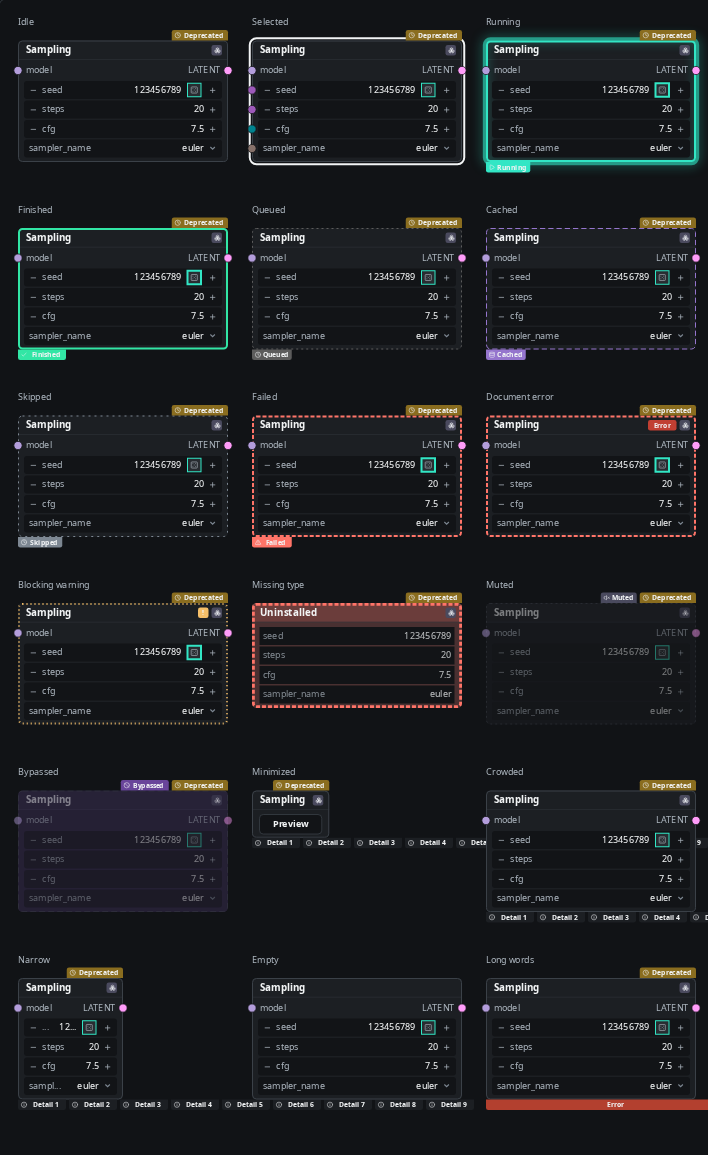 Idle
Selected
Running
Deprecated
Deprecated
Deprecated
Sampling
Sampling
Sampling
model LATENT
model LATENT
model LATENT
− seed 123456789 +
− seed 123456789 +
− seed 123456789 +
− steps 20 +
− steps 20 +
− steps 20 +
− cfg 7.5 +
− cfg 7.5 +
− cfg 7.5 +
sampler_name euler
sampler_name euler
sampler_name euler
Running
Finished
Queued
Cached
Deprecated
Deprecated
Deprecated
Sampling
Sampling
Sampling
model LATENT
model LATENT
model LATENT
− seed 123456789 +
− seed 123456789 +
− seed 123456789 +
− steps 20 +
− steps 20 +
− steps 20 +
− cfg 7.5 +
− cfg 7.5 +
− cfg 7.5 +
sampler_name euler
sampler_name euler
sampler_name euler
Finished
Queued
Cached
Skipped
Failed
Document error
Deprecated
Deprecated
Deprecated
Sampling
Sampling
Sampling Error
model LATENT
model LATENT
model LATENT
− seed 123456789 +
− seed 123456789 +
− seed 123456789 +
− steps 20 +
− steps 20 +
− steps 20 +
− cfg 7.5 +
− cfg 7.5 +
− cfg 7.5 +
sampler_name euler
sampler_name euler
sampler_name euler
Skipped
Failed
Blocking warning
Missing type
Muted
Deprecated
Deprecated
Muted Deprecated
Sampling
Uninstalled
Sampling
model LATENT
model LATENT
− seed 123456789 +
seed 123456789
− seed 123456789 +
− steps 20 +
steps 20
− steps 20 +
− cfg 7.5 +
cfg 7.5
− cfg 7.5 +
sampler_name euler
sampler_name euler
sampler_name euler
Bypassed
Minimized
Crowded
Bypassed Deprecated
Deprecated
Sampling
Sampling
Sampling
model LATENT
Preview
model LATENT
− seed 123456789 +
Detail 1 Detail 2 Detail 3 Detail 4 Deta
− seed 123456789 +
9
− steps 20 +
− steps 20 +
− cfg 7.5 +
− cfg 7.5 +
sampler_name euler
sampler_name euler
Detail 1 Detail 2 Detail 3 Detail 4
Narrow
Empty
Long words
Deprecated
Deprecated
Sampling
Sampling
Sampling
model LATENT
model LATENT
model LATENT
− ... 12... +
− seed 123456789 +
− seed 123456789 +
− steps 20 +
− steps 20 +
− steps 20 +
− cfg 7.5 +
− cfg 7.5 +
− cfg 7.5 +
sampl... euler
sampler_name euler
sampler_name euler
Detail 1 Detail 2 Detail 3 Detail 4 Detail 5 Detail 6 Detail 7 Detail 8 Detail 9
Error